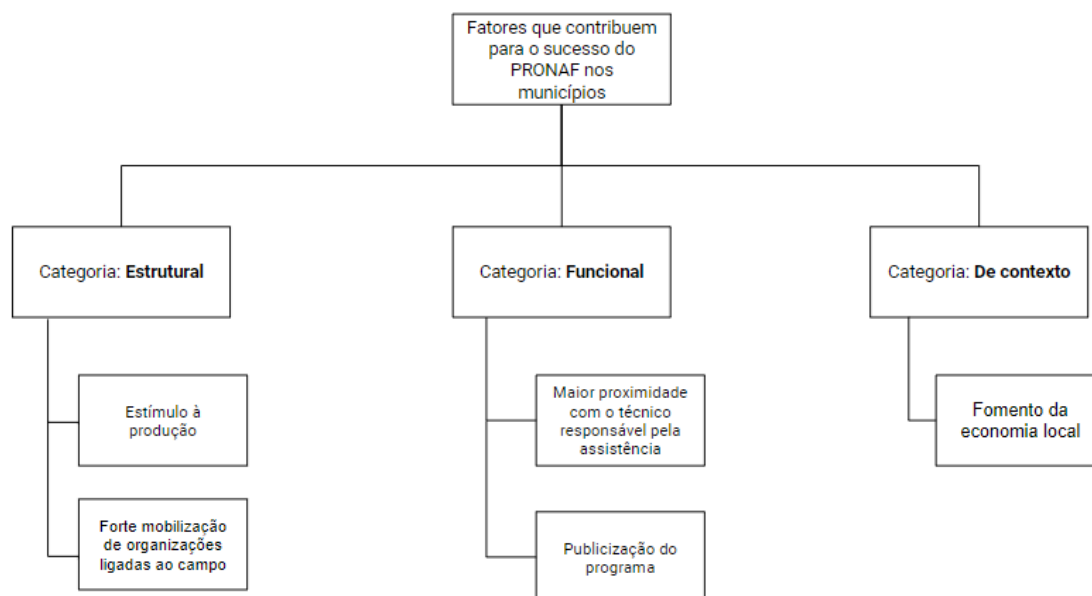 Fatores que contribuem
para o sucesso do
PRONAF nos
municípios
Categoria: Estrutural
Categoria: Funcional
Categoria: De contexto
Estímulo à
produção
Forte mobilização
de organizações
ligadas ao campo
Maior proximidade
com o técnico
responsável pela
assistência
Publicização do
programa
Fomento da
economia local